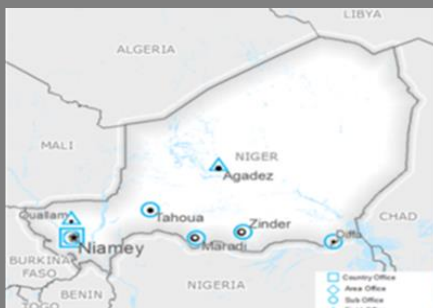 LIBYA
ALGERIA
MALI
NIGER
Agadez
Ouallam
Tahoua
Zinder
CHAD
Diffa
Niamey
Maradi
BURKINA
FASO
NIGERIA
BENIN
TOGO
Country Office
Area Office
Sub Office